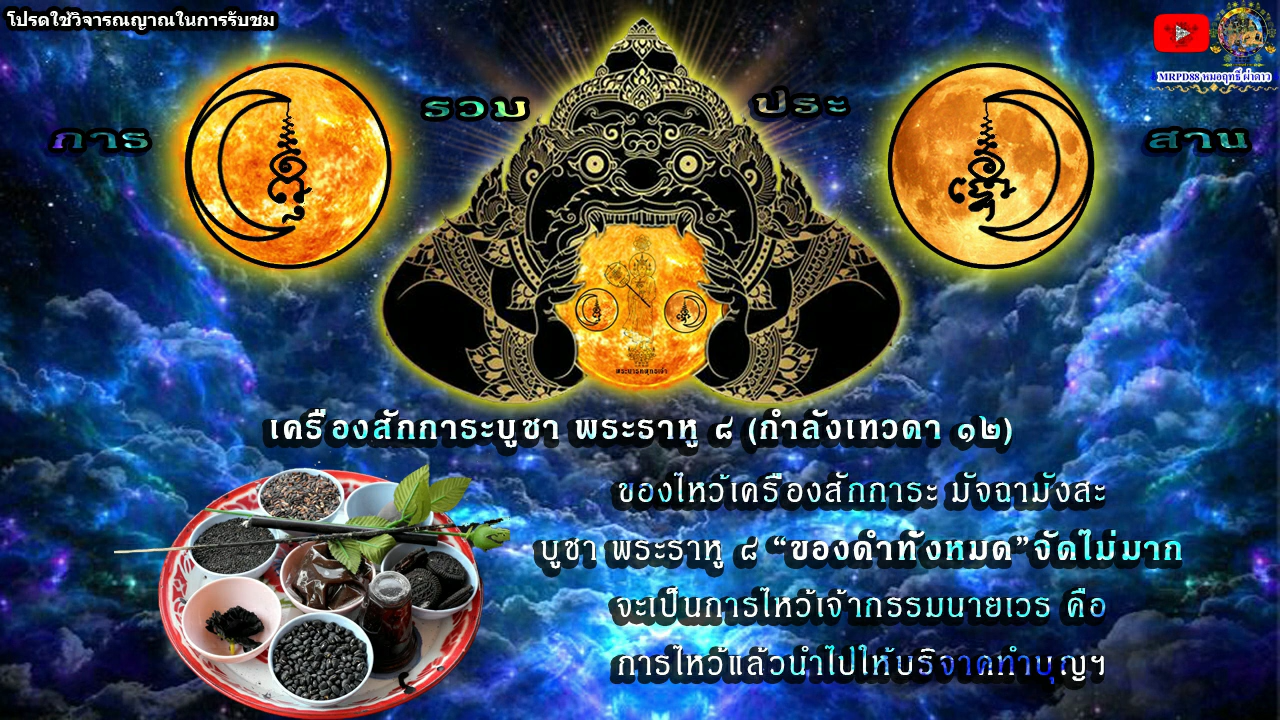 โปรดใช้วิจารณญาณในการรับชม
MRPD88 หมอฤทธิ์ ผ่าดาว
การ รวม ประ สาน
เครื่องสักการะบูชา พระราหู ๘ (กำลังเทวดา ๑๒)
ของไหว้เครื่องสักการะ มัจฉามังสะ
บูชา พระราหู ๘ “ของดำทั้งหมด”จัดไม่มาก
จะเป็นการไหว้เจ้ากรรมนายเวร คือ
การไหว้แล้วนำไปให้บริจาคทำบุญฯ